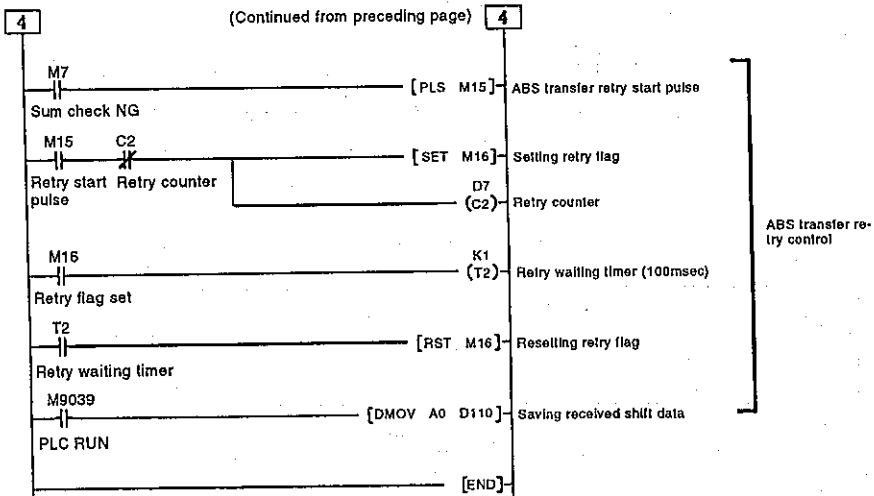 4 (Continued from preceding page) 4
M7
[PLS M15] ABS transfer retry start pulse
Sum check NG
M15 C2
[SET M16] Setting retry flag
Retry start pulse Retry counter
D7
(C2) Retry counter
ABS transfer re-
try control
M16 K1
(T2) Retry waiting timer (100msec)
Retry flag set
T2
[RST M16] Resetting retry flag
Retry waiting timer
M9039
[DMOV A0 D110] Saving received shift data
PLC RUN
[END]